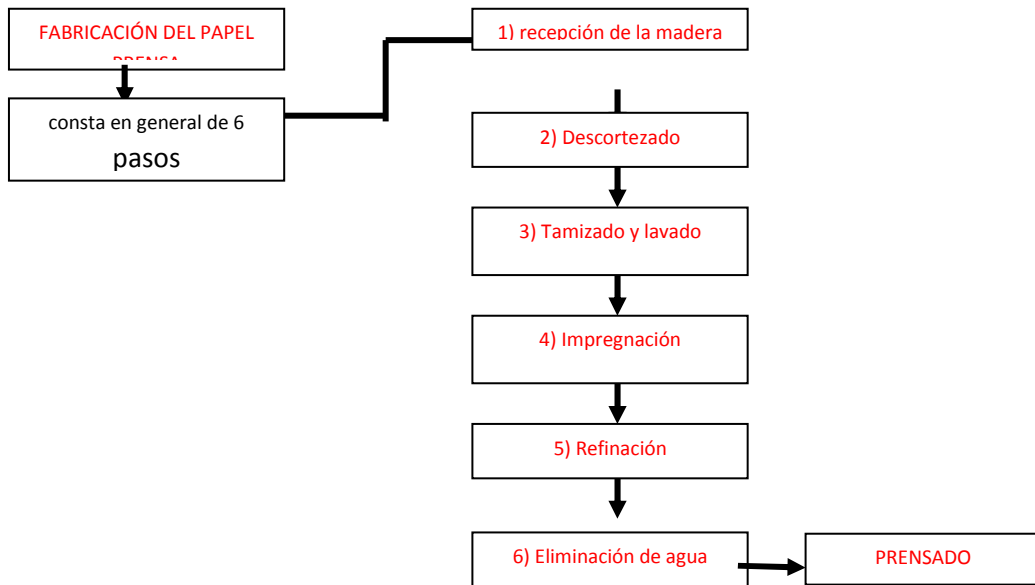 FABRICACIÓN DEL PAPEL
PRENSA
consta en general de 6
pasos
1) recepción de la madera
2) Descortezado
3) Tamizado y lavado
4) Impregnación
5) Refinación
6) Eliminación de agua
PRENSADO